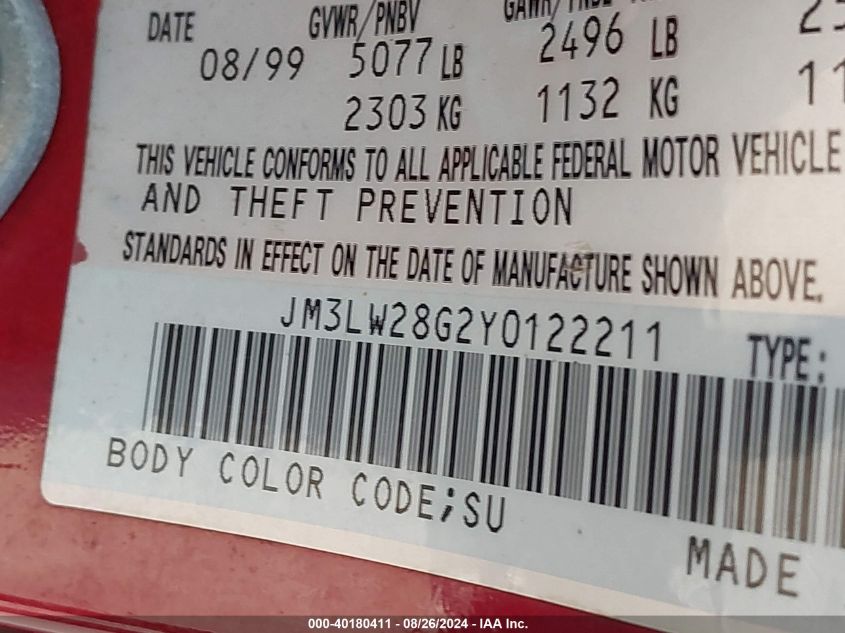 DATE GVWR/PNBV
08/99 5077 LB 2496 LB
2303 KG 1132 KG
THIS VEHICLE CONFORMS TO ALL APPLICABLE FEDERAL MOTOR VEHICLE
AND THEFT PREVENTION
STANDARDS IN EFFECT ON THE DATE OF MANUFACTURE SHOWN ABOVE.
JM3LW28G2Y0122211 TYPE:
BODY COLOR CODE;SU
MADE
000-40180411 - 08/26/2024 - IAA Inc.